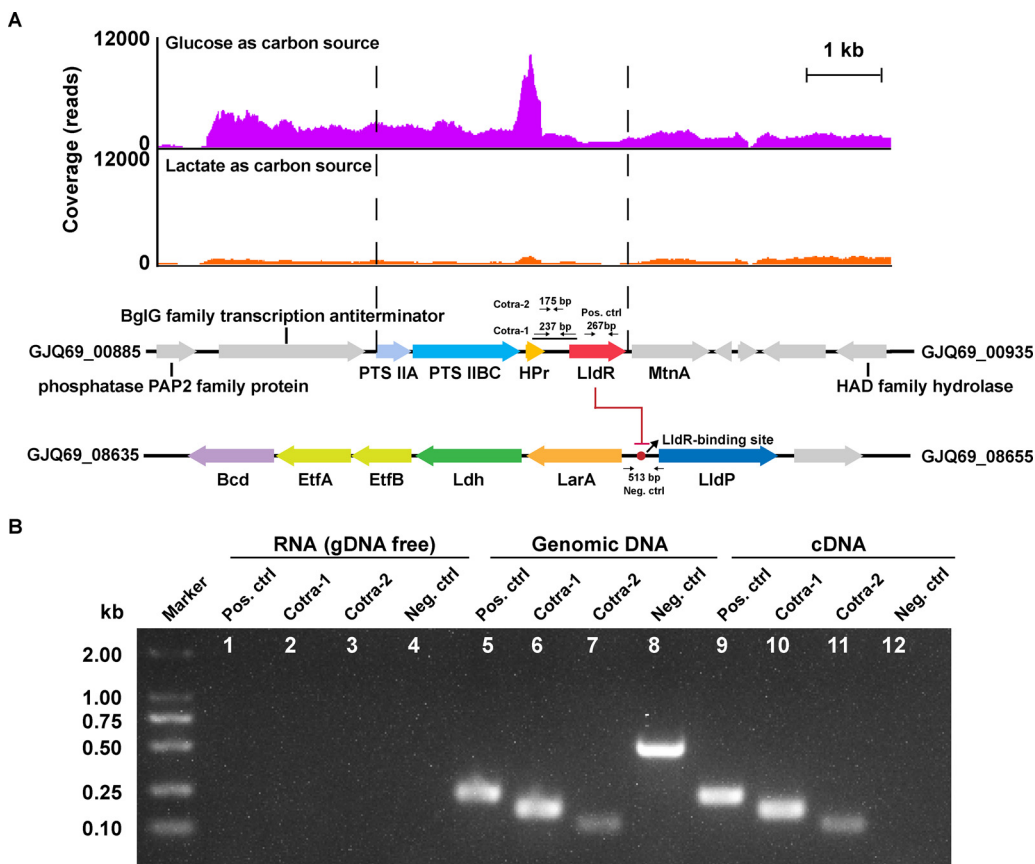 A
12000
Glucose as carbon source
1 kb
0
12000
Lactate as carbon source
0
Coverage (reads)
Cotra-2
175 bp
Pos. ctrl
Cotra-1
237 bp
267bp
BglG family transcription antiterminator
GJQ69_00885
GJQ69_00935
phosphatase PAP2 family protein
PTS IIA
PTS IIBC
HPr
LldR
MtnA
HAD family hydrolase
LldR-binding site
GJQ69_08635
GJQ69_08655
513 bp
Neg. ctrl
Bcd
EtfA
EtfB
Ldh
LarA
LldP
B
RNA (gDNA free)
Genomic DNA
cDNA
kb
Marker
Pos. ctrl
Cotra-1
Cotra-2
Neg. ctrl
Pos. ctrl
Cotra-1
Cotra-2
Neg. ctrl
Pos. ctrl
Cotra-1
Cotra-2
Neg. ctrl
1 2 3 4 5 6 7 8 9 10 11 12
2.00
1.00
0.75
0.50
0.25
0.10